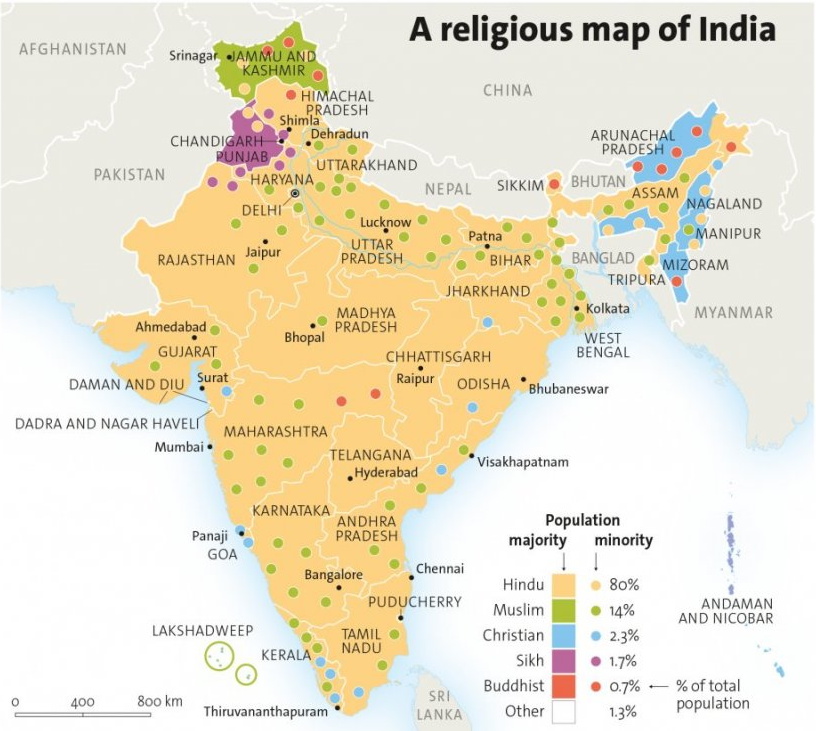 A religious map of India
AFGHANISTAN
Srinagar
JAMMU AND
KASHMIR
CHINA
HIMACHAL
PRADESH
Shimla
Dehradun
CHANDIGARH
PUNJAB
UTTARAKHAND
PAKISTAN
HARYANA
DELHI
NEPAL
SIKKIM
BHUTAN
ARUNACHAL
PRADESH
ASSAM
NAGALAND
MANIPUR
RAJASTHAN
Jaipur
Lucknow
UTTAR
PRADESH
Patna
BIHAR
BANGLAD
MIZORAM
TRIPURA
JHARKHAND
Kolkata
MYANMAR
WEST
BENGAL
Ahmedabad
GUJARAT
MADHYA
PRADESH
Bhopal
CHHATTISGARH
Raipur
ODISHA
Bhubaneswar
DAMAN AND DIU
Surat
DADRA AND NAGAR HAVELI
Mumbai
MAHARASHTRA
TELANGANA
Hyderabad
Visakhapatnam
KARNATAKA
ANDHRA
PRADESH
Panaji
GOA
Bangalore
Chennai
PUDUCHERRY
LAKSHADWEEP
KERALA
TAMIL
NADU
Thiruvananthapuram
SRI
LANKA
ANDAMAN
AND NICOBAR
0 400 800 km
Population
majority minority
Hindu 80%
Muslim 14%
Christian 2.3%
Sikh 1.7%
Buddhist 0.7% % of total
population
Other 1.3%